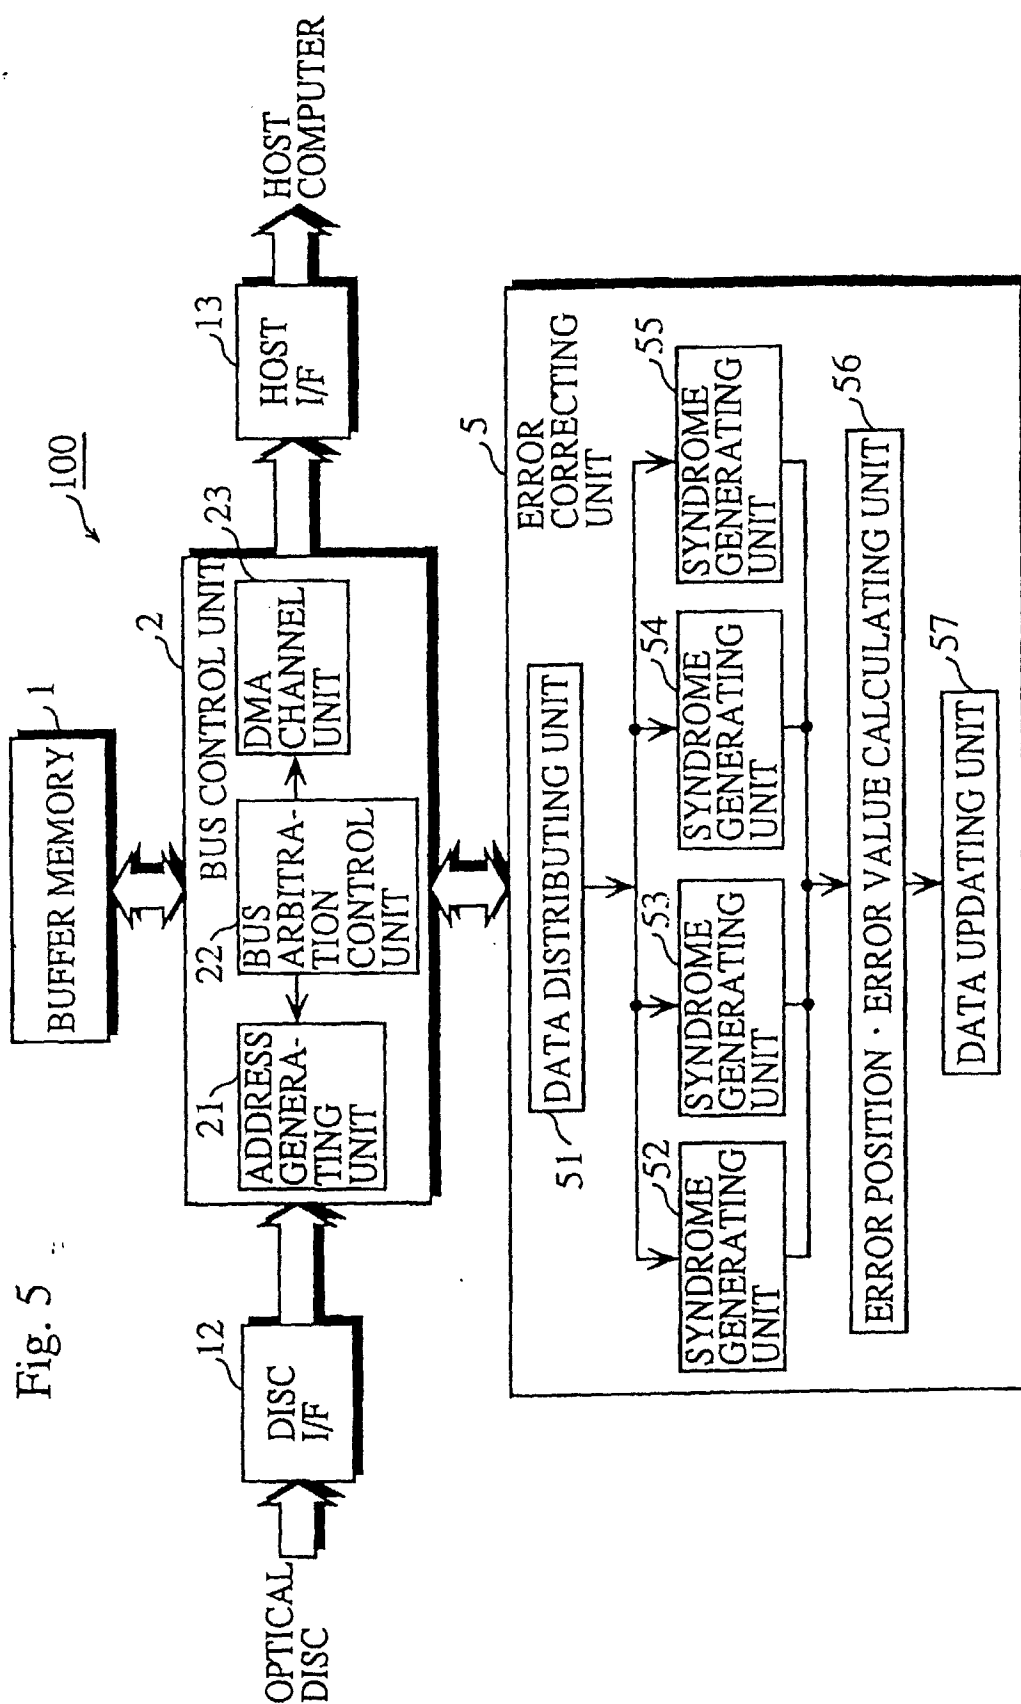 Fig. 5
100
BUFFER MEMORY
1
2
BUS CONTROL UNIT
OPTICAL
DISC
12
DISC
I/F
21
ADDRESS
GENERA-
TING
UNIT
22
BUS
ARBITRA-
TION
CONTROL
UNIT
23
DMA
CHANNEL
UNIT
13
HOST
I/F
HOST
COMPUTER
5
ERROR
CORRECTING
UNIT
51
DATA DISTRIBUTING UNIT
52
SYNDROME
GENERATING
UNIT
53
SYNDROME
GENERATING
UNIT
54
SYNDROME
GENERATING
UNIT
55
SYNDROME
GENERATING
UNIT
56
ERROR POSITION · ERROR VALUE CALCULATING UNIT
57
DATA UPDATING UNIT